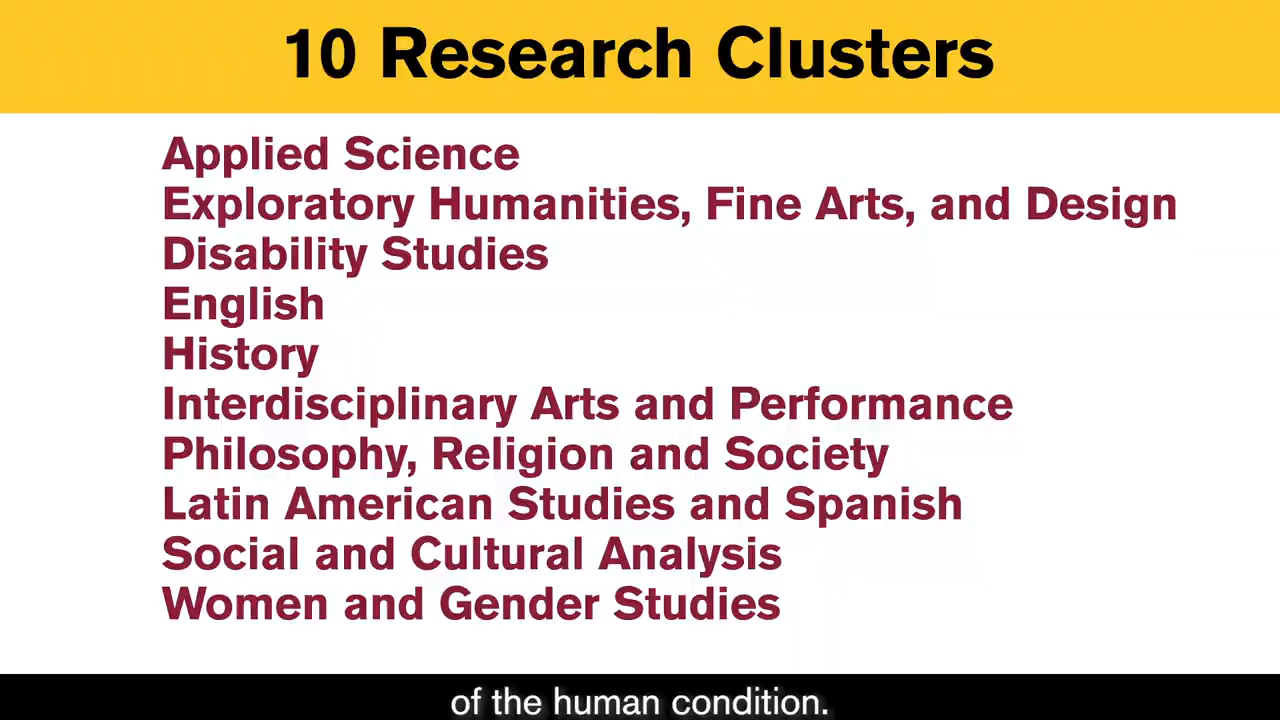 10 Research Clusters
Applied Science
Exploratory Humanities, Fine Arts, and Design
Disability Studies
English
History
Interdisciplinary Arts and Performance
Philosophy, Religion and Society
Latin American Studies and Spanish
Social and Cultural Analysis
Women and Gender Studies
of the human condition.